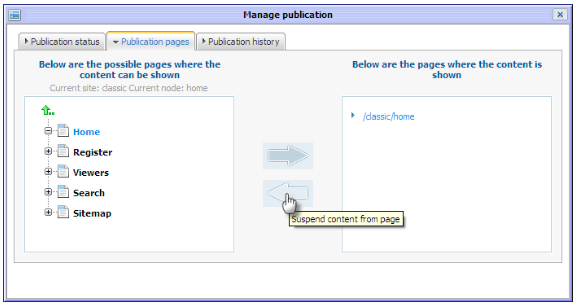 Manage publication
Publication status
Publication pages
Publication history
Below are the possible pages where the
content can be shown
Current site: classic Current node: home
Home
Register
Viewers
Search
Sitemap
Below are the pages where the content is
shown
/classic/home
Suspend content from page